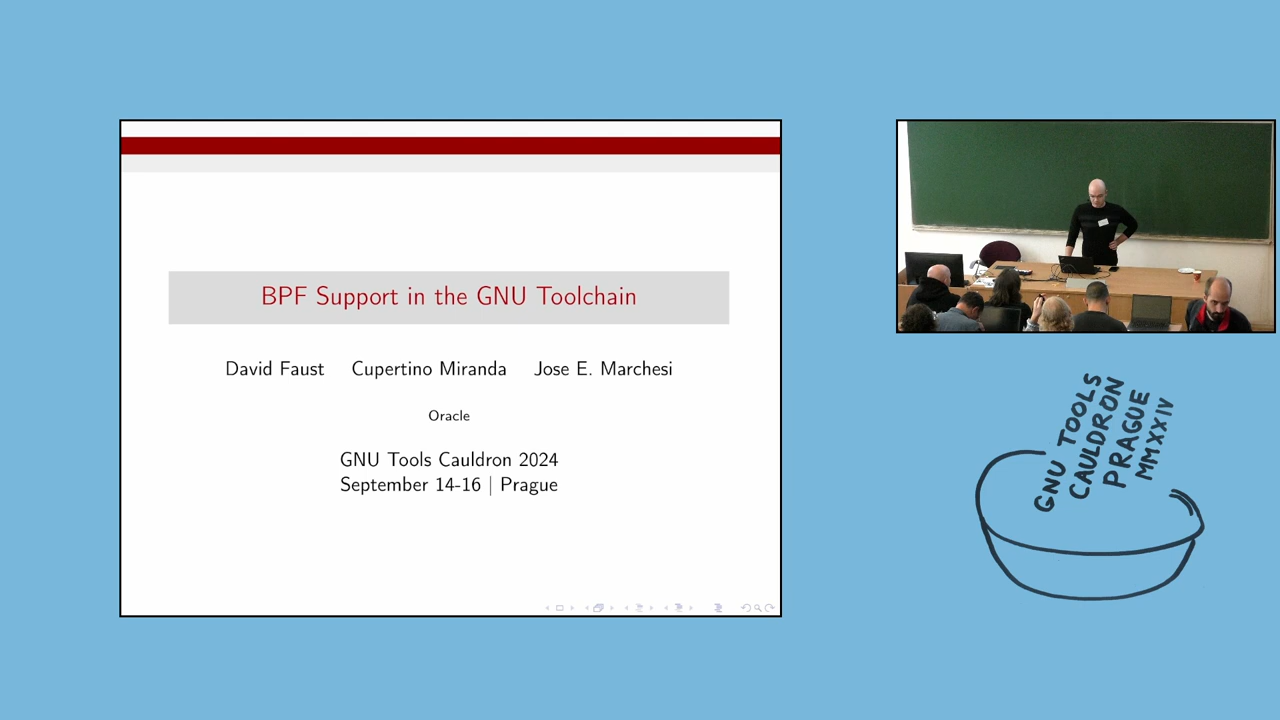 BPF Support in the GNU Toolchain
David Faust Cupertino Miranda Jose E. Marchesi
Oracle
GNU Tools Cauldron 2024
September 14-16 | Prague
GNU TOOLS
CAULDRON
PRAGUE
MMXXIV